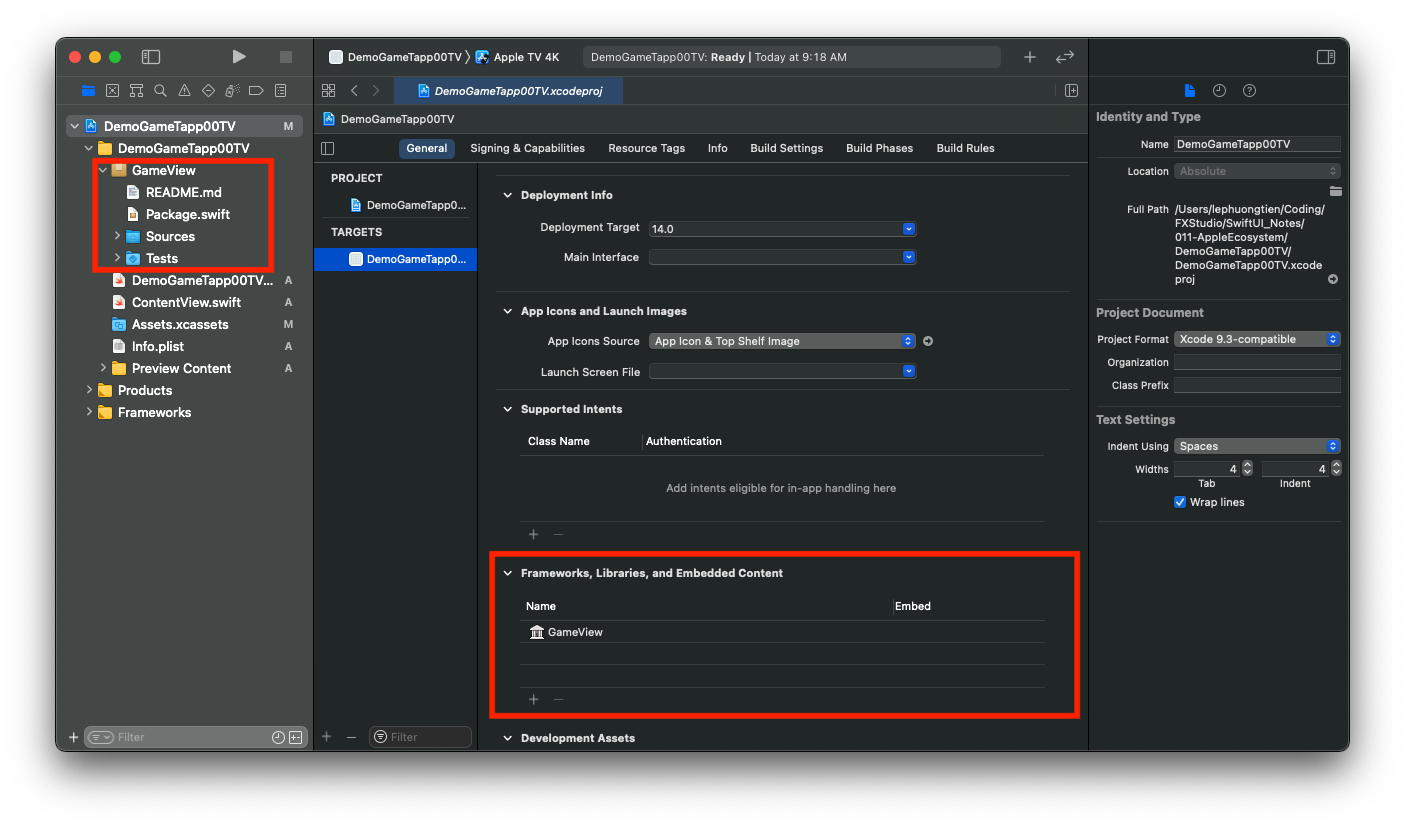 DemoGameTapp00TV ⟩ Apple TV 4K
DemoGameTapp00TV: Ready | Today at 9:18 AM
DemoGameTapp00TV.xcodeproj
DemoGameTapp00TV M
DemoGameTapp00TV
GameView
README.md
Package.swift
Sources
Tests
DemoGameTapp00TV... A
ContentView.swift A
Assets.xcassets M
Info.plist A
Preview Content A
Products
Frameworks
Filter
DemoGameTapp00TV
General Signing & Capabilities Resource Tags Info Build Settings Build Phases Build Rules
PROJECT
DemoGameTapp0...
TARGETS
DemoGameTapp0...
Filter
Deployment Info
Deployment Target 14.0
Main Interface
App Icons and Launch Images
App Icons Source App Icon & Top Shelf Image
Launch Screen File
Supported Intents
Class Name Authentication
Add intents eligible for in-app handling here
Frameworks, Libraries, and Embedded Content
Name Embed
GameView
Development Assets
Identity and Type
Name DemoGameTapp00TV
Location Absolute
Full Path /Users/lephuongtien/Coding/
FXStudio/SwiftUI_Notes/
011-AppleEcosystem/
DemoGameTapp00TV/
DemoGameTapp00TV.xcode
proj
Project Document
Project Format Xcode 9.3-compatible
Organization
Class Prefix
Text Settings
Indent Using Spaces
Widths 4 4
Tab Indent
Wrap lines